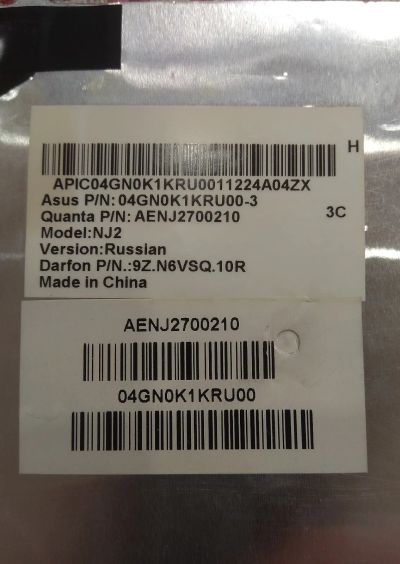 H
APIC04GN0K1KRU0011224A04ZX
Asus P/N: 04GN0K1KRU00-3
Quanta P/N: AENJ2700210 3C
Model:NJ2
Version:Russian
Darfon P/N.:9Z.N6VSQ.10R
Made in China
AENJ2700210
04GN0K1KRU00